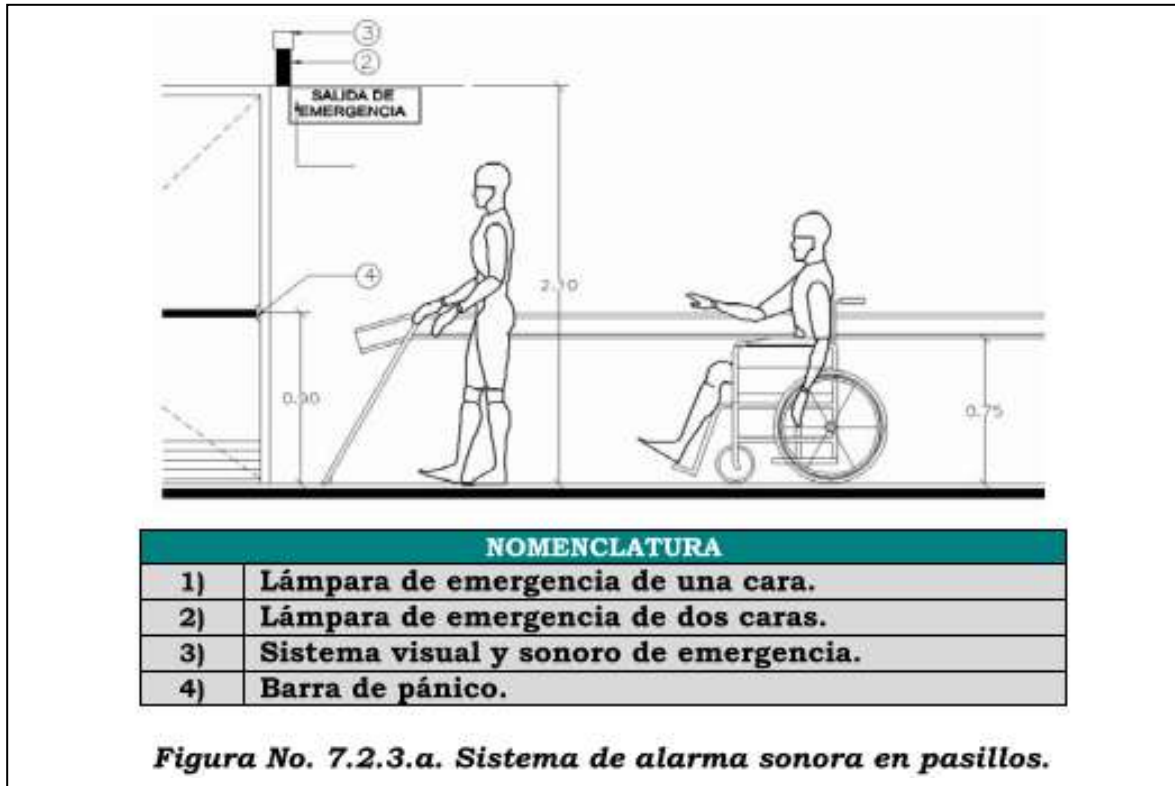 3
2
SALIDA DE
EMERGENCIA
4
2.10
0.90
0.75
NOMENCLATURA
1) Lámpara de emergencia de una cara.
2) Lámpara de emergencia de dos caras.
3) Sistema visual y sonoro de emergencia.
4) Barra de pánico.
Figura No. 7.2.3.a. Sistema de alarma sonora en pasillos.